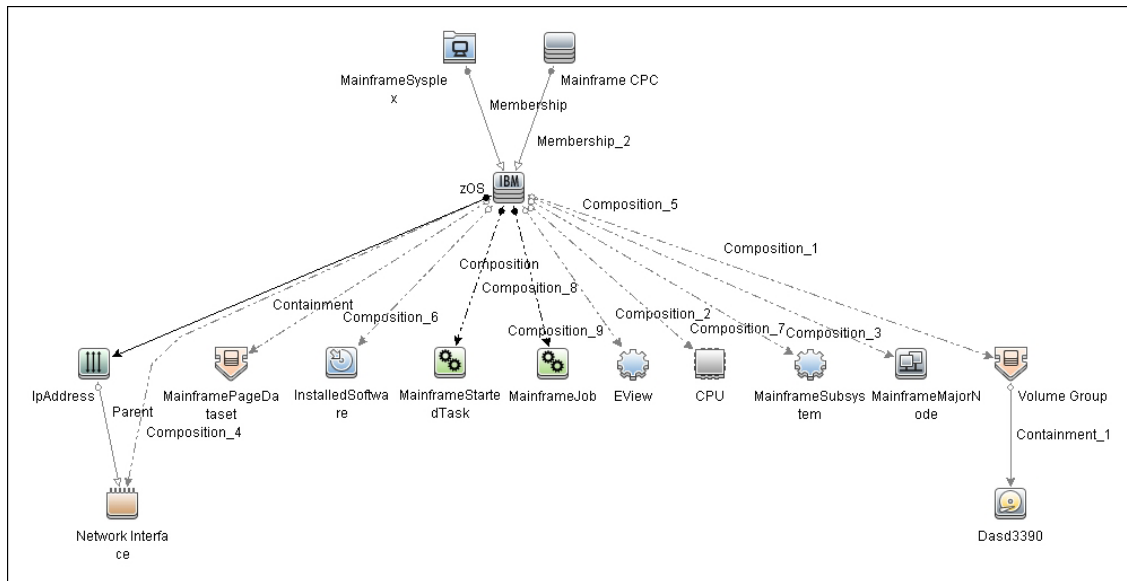 MainframeSysple
x
Mainframe CPC
Membership
Membership_2
IBM
zOS
Composition_5
Composition_1
Composition
Containment
Composition_8
Composition_6
Composition_2
Composition_9
Composition_7
Composition_3
IpAddress
MainframePageDa
taset
InstalledSoftwa
re
MainframeStarte
dTask
MainframeJob
EView
CPU
MainframeSubsys
tem
MainframeMajorN
ode
Volume Group
Parent
Composition_4
Containment_1
Network Interfa
ce
Dasd3390